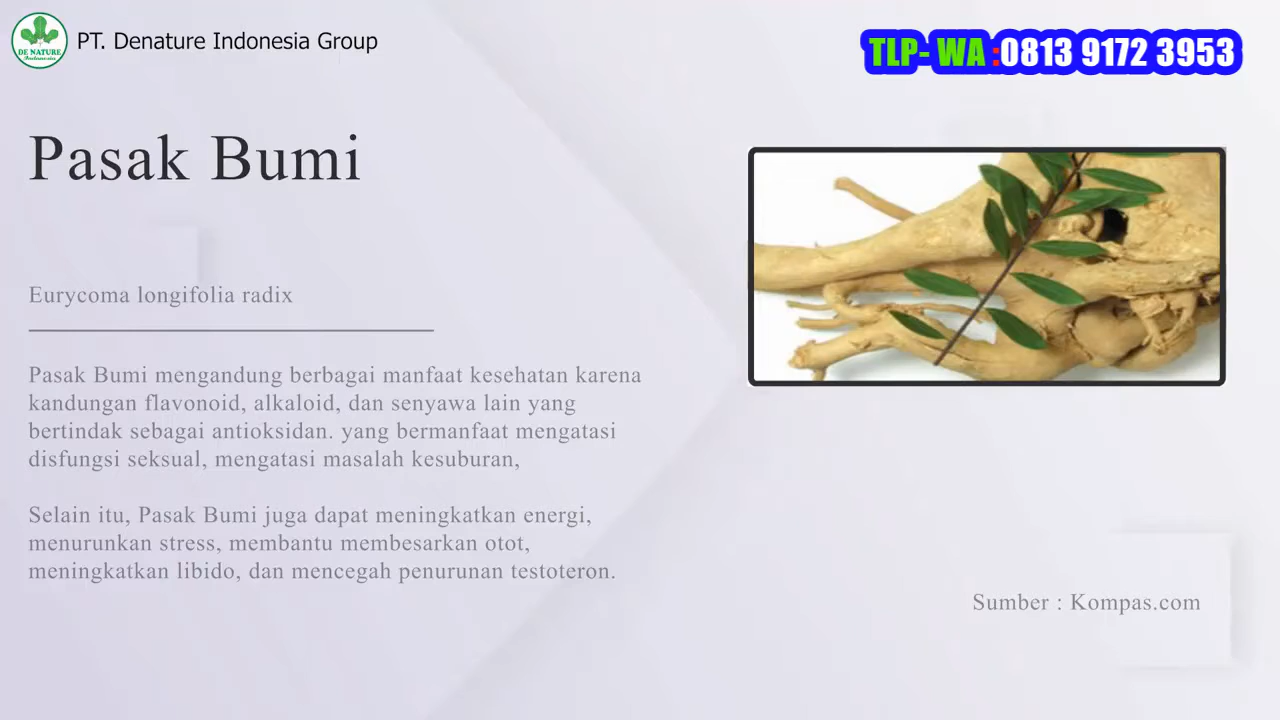 DE NATURE
Indonesia
PT. Denature Indonesia Group
TLP- WA :0813 9172 3953
Pasak Bumi
Eurycoma longifolia radix
Pasak Bumi mengandung berbagai manfaat kesehatan karena
kandungan flavonoid, alkaloid, dan senyawa lain yang
bertindak sebagai antioksidan. yang bermanfaat mengatasi
disfungsi seksual, mengatasi masalah kesuburan,
Selain itu, Pasak Bumi juga dapat meningkatkan energi,
menurunkan stress, membantu membesarkan otot,
meningkatkan libido, dan mencegah penurunan testoteron.
Sumber : Kompas.com